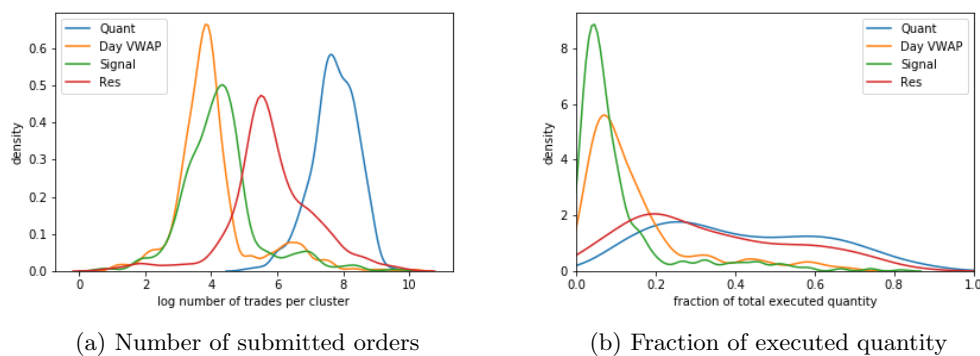 Quant
Day VWAP
Signal
Res
0.6
0.5
0.4
0.3
0.2
0.1
0.0
density
0 2 4 6 8 10
log number of trades per cluster
(a) Number of submitted orders
Quant
Day VWAP
Signal
Res
8
6
4
2
0
density
0.0 0.2 0.4 0.6 0.8 1.0
fraction of total executed quantity
(b) Fraction of executed quantity